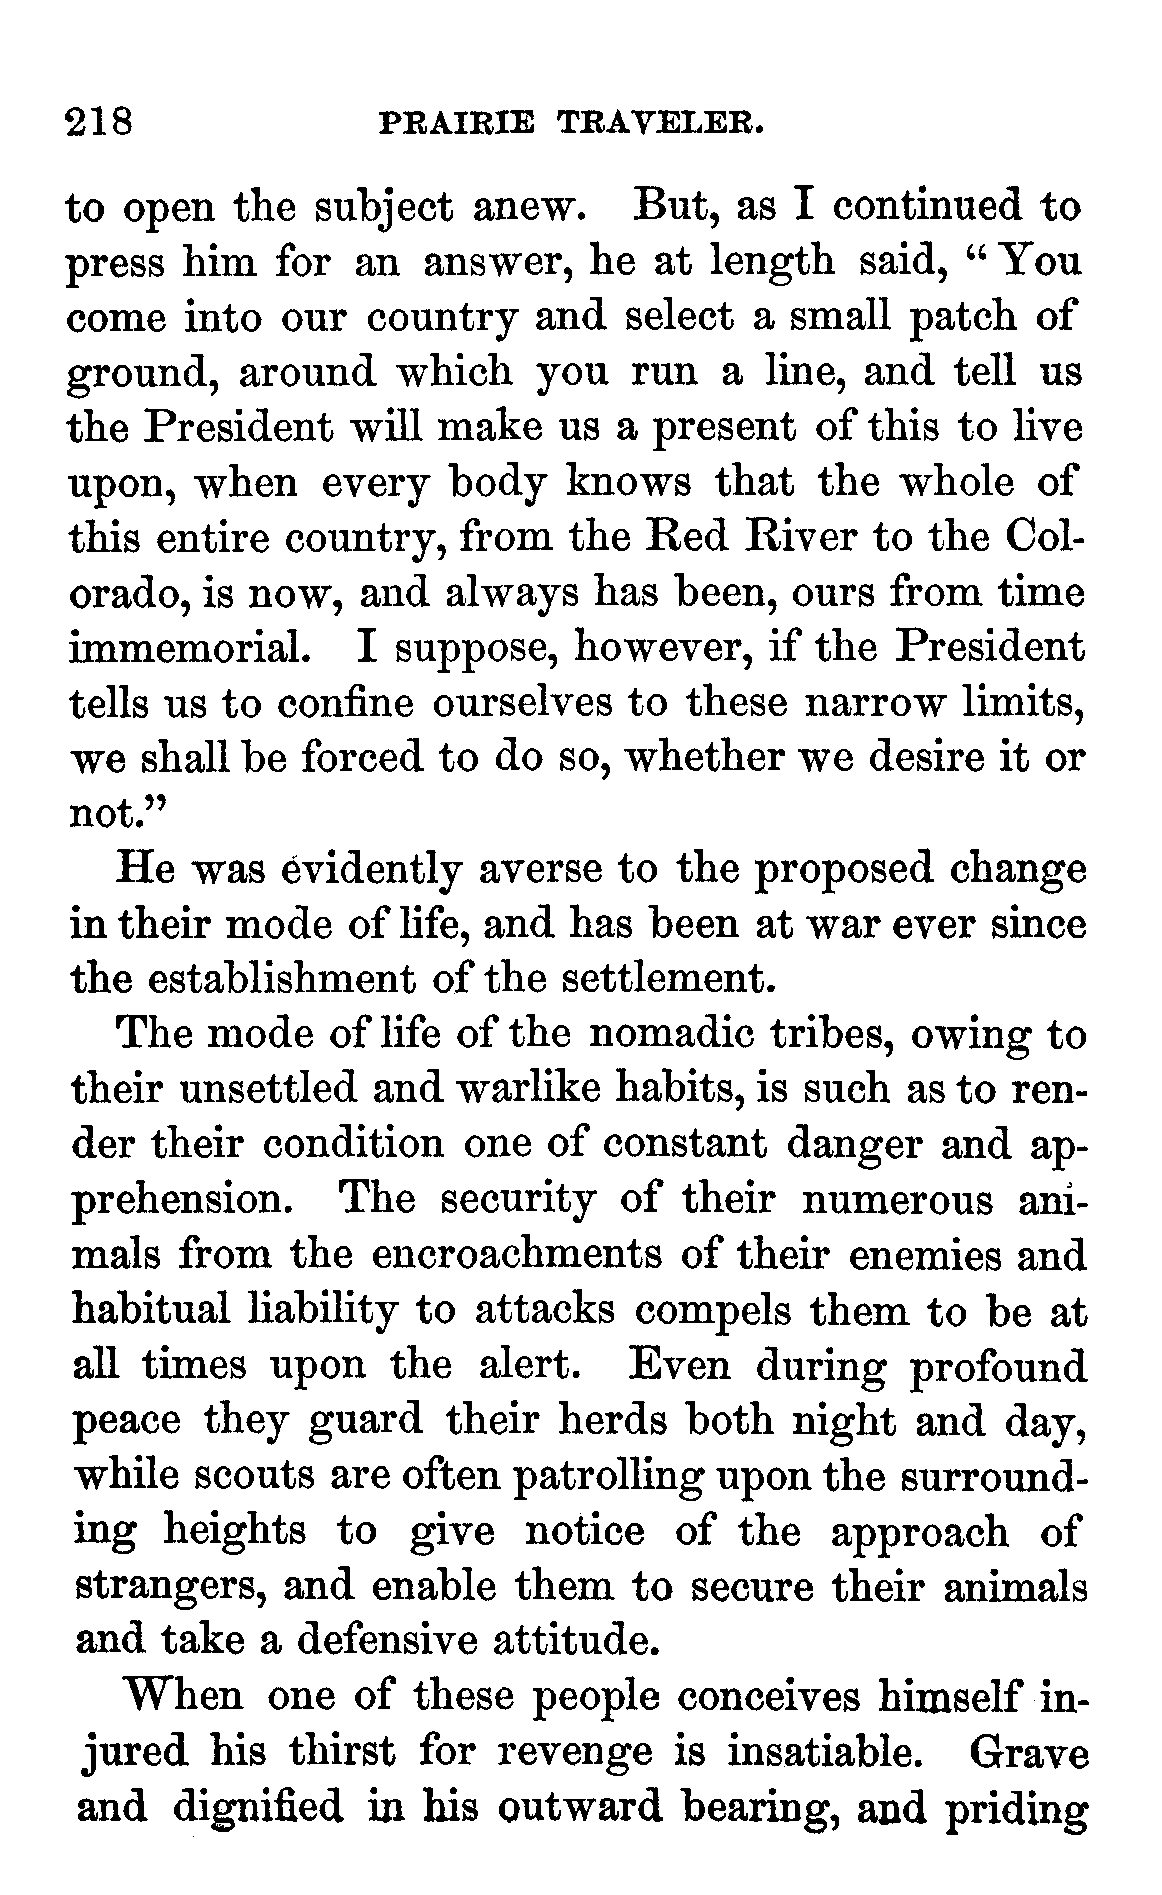 218 PRAIRIE TRAVELER.
to open the subject anew. But, as I continued to
press him for an answer, he at length said, “ You
come into our country and select a small patch of
ground, around which you run a line, and tell us
the President will make us a present of this to live
upon, when every body knows that the whole of
this entire country, from the Red River to the Col-
orado, is now, and always has been, ours from time
immemorial. I suppose, however, if the President
tells us to confine ourselves to these narrow limits,
we shall be forced to do so, whether we desire it or
not.”
He was evidently averse to the proposed change
in their mode of life, and has been at war ever since
the establishment of the settlement.
The mode of life of the nomadic tribes, owing to
their unsettled and warlike habits, is such as to ren-
der their condition one of constant danger and ap-
prehension. The security of their numerous ani-
mals from the encroachments of their enemies and
habitual liability to attacks compels them to be at
all times upon the alert. Even during profound
peace they guard their herds both night and day,
while scouts are often patrolling upon the surround-
ing heights to give notice of the approach of
strangers, and enable them to secure their animals
and take a defensive attitude.
When one of these people conceives himself in-
jured his thirst for revenge is insatiable. Grave
and dignified in his outward bearing, and priding